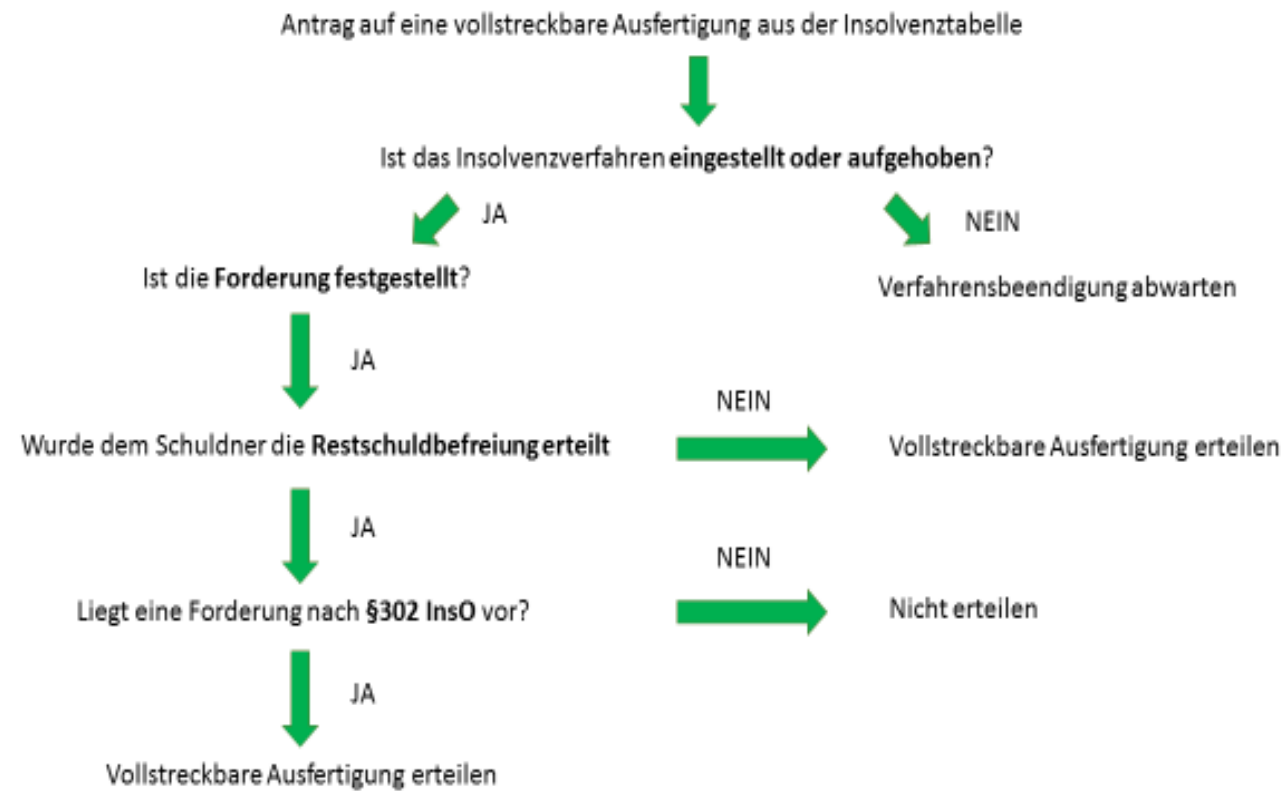 Antrag auf eine vollstreckbare Ausfertigung aus der Insolvenztabelle
Ist das Insolvenzverfahren eingestellt oder aufgehoben?
JA
NEIN
Ist die Forderung festgestellt?
Verfahrensbeendigung abwarten
JA
NEIN
Wurde dem Schuldner die Restschuldbefreiung erteilt
Vollstreckbare Ausfertigung erteilen
JA
NEIN
Liegt eine Forderung nach §302 InsO vor?
Nicht erteilen
JA
Vollstreckbare Ausfertigung erteilen